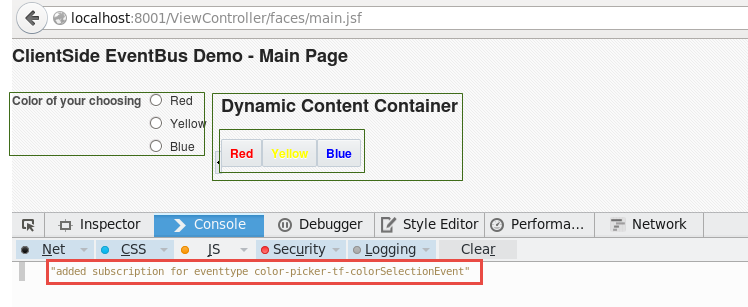 localhost:8001/ViewController/faces/main.jsf
ClientSide EventBus Demo - Main Page
Color of your choosing
Red
Yellow
Blue
Dynamic Content Container
Red Yellow Blue
Inspector Console Debugger Style Editor Performa... Network
Net CSS JS Security Logging Clear
"added subscription for eventtype color-picker-tf-colorSelectionEvent"